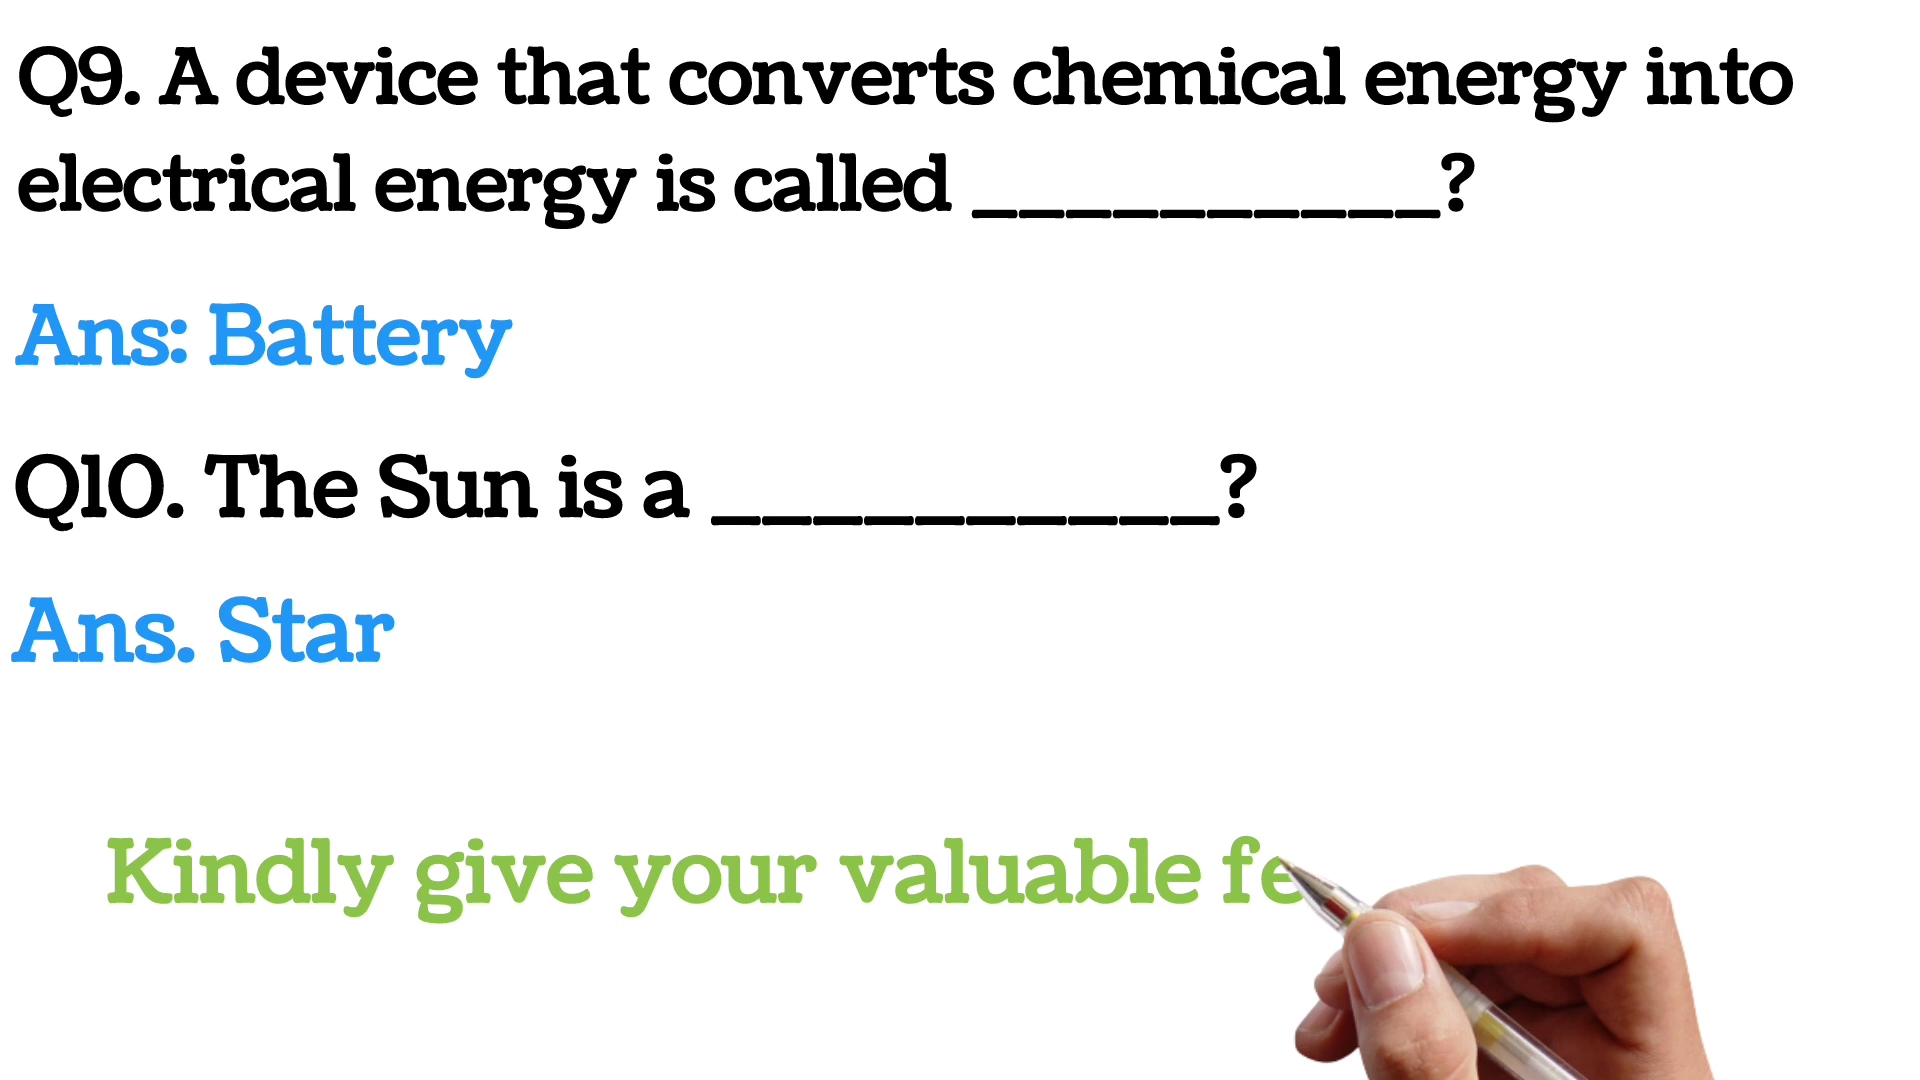 Q9. A device that converts chemical energy into
electrical energy is called __________?
Ans: Battery
Q10. The Sun is a __________?
Ans. Star
Kindly give your valuable fe